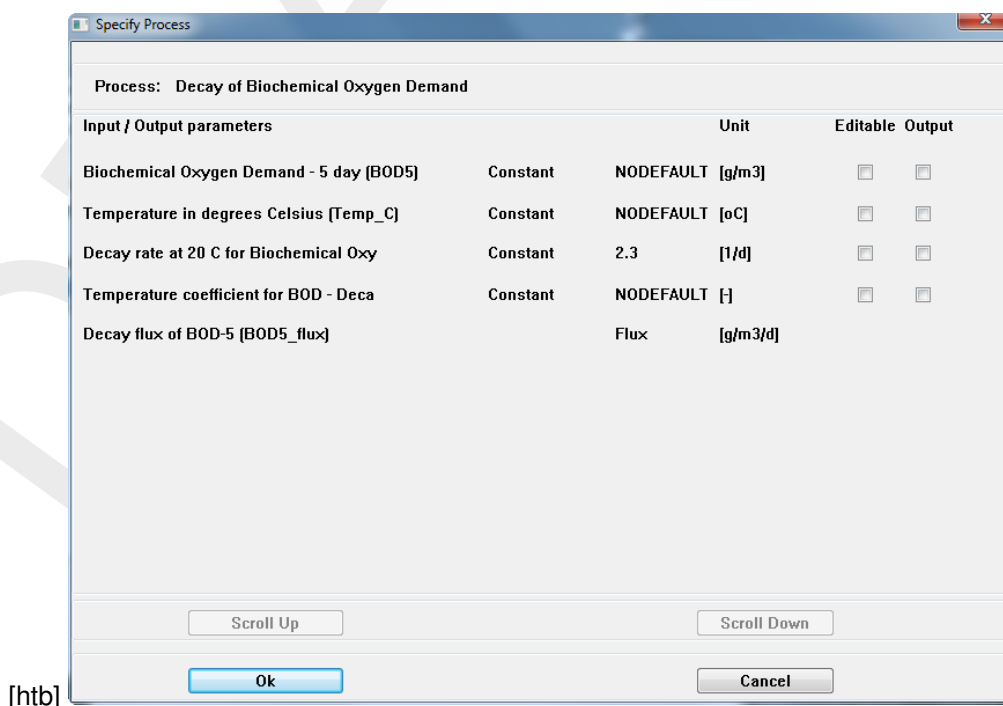 Specify Process
Process: Decay of Biochemical Oxygen Demand
Input / Output parameters Unit Editable Output
Biochemical Oxygen Demand - 5 day (BOD5) Constant NODEFAULT [g/m3]
Temperature in degrees Celsius (Temp_C) Constant NODEFAULT [oC]
Decay rate at 20 C for Biochemical Oxy Constant 2.3 [1/d]
Temperature coefficient for BOD - Deca Constant NODEFAULT [-]
Decay flux of BOD-5 (BOD5_flux) Flux [g/m3/d]
Scroll Up Scroll Down
[htb] Ok Cancel